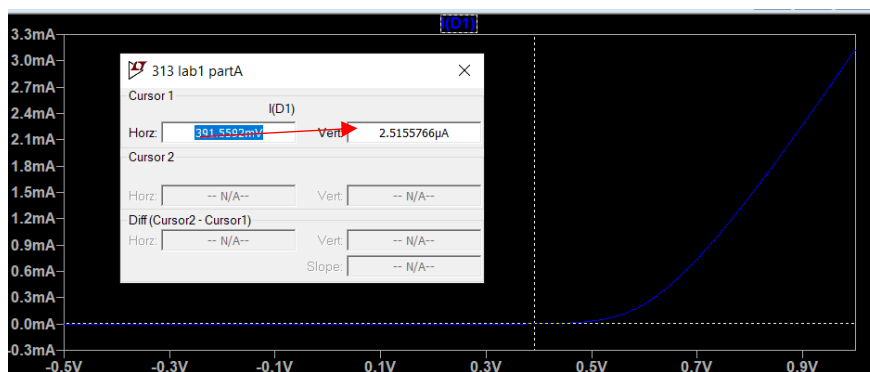 I(D1)
3.3mA
3.0mA
2.7mA
2.4mA
2.1mA
1.8mA
1.5mA
1.2mA
0.9mA
0.6mA
0.3mA
0.0mA
-0.3mA
313 lab1 partA
Cursor 1
I(D1)
Horz: 391.5592mV Vert: 2.5155766µA
Cursor 2
Horz: -- N/A-- Vert: -- N/A--
Diff (Cursor2 - Cursor1)
Horz: -- N/A-- Vert: -- N/A--
Slope: -- N/A--
-0.5V -0.3V -0.1V 0.1V 0.3V 0.5V 0.7V 0.9V